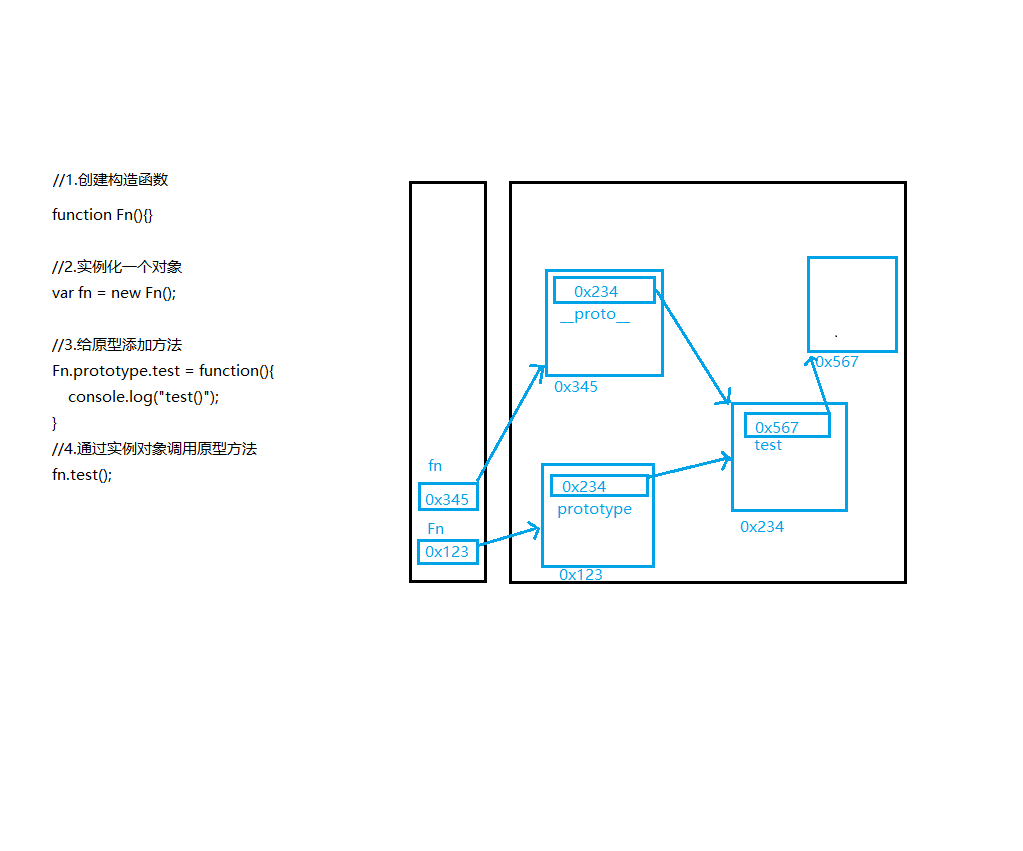 //1.创建构造函数
function Fn(){}
//2.实例化一个对象
var fn = new Fn();
//3.给原型添加方法
Fn.prototype.test = function(){
console.log("test()");
}
//4.通过实例对象调用原型方法
fn.test();
fn
0x345
Fn
0x123
0x234
__proto__
0x345
0x234
prototype
0x123
0x567
0x567
test
0x234